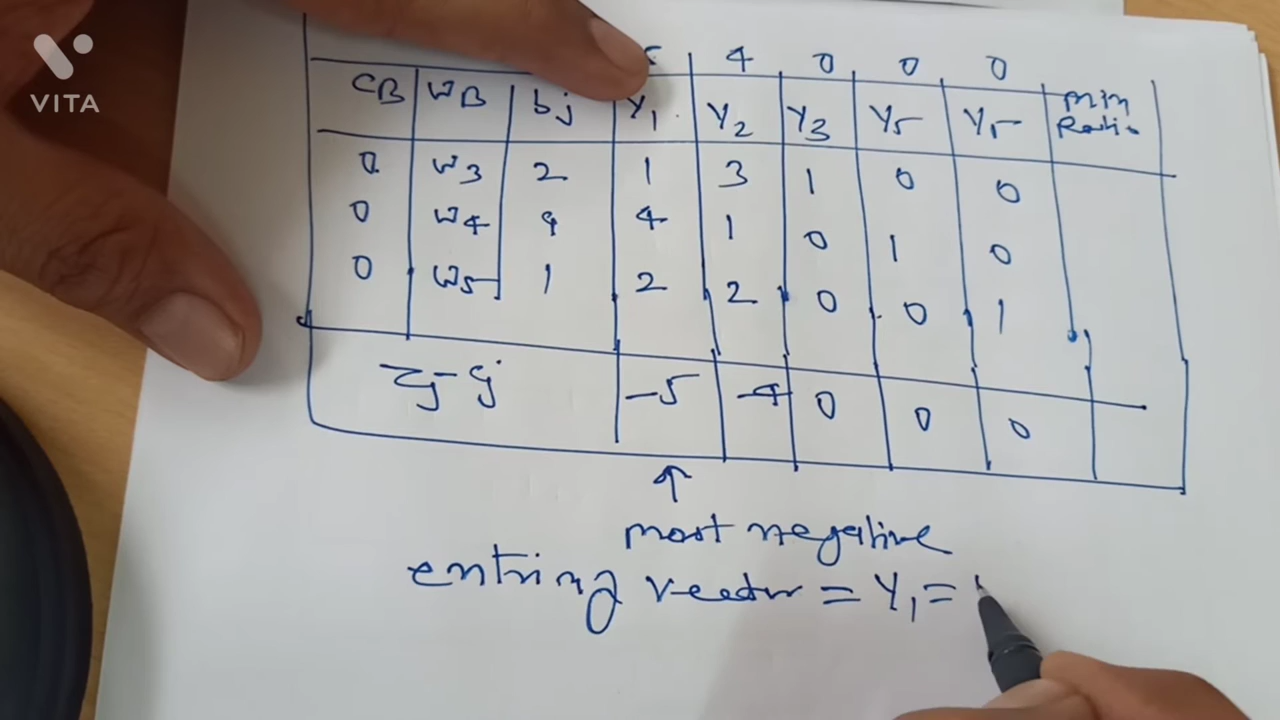 VITA
4 0 0 0
CB WB bj Y1 Y2 Y3 Y5 Y5 Min Ratio
0 W3 2 1 3 1 0 0
0 W4 9 4 1 0 1 0
0 W5 1 2 2 0 0 1
Zj-Cj -5 -4 0 0 0
↑
most negative
entring vector = Y1 =